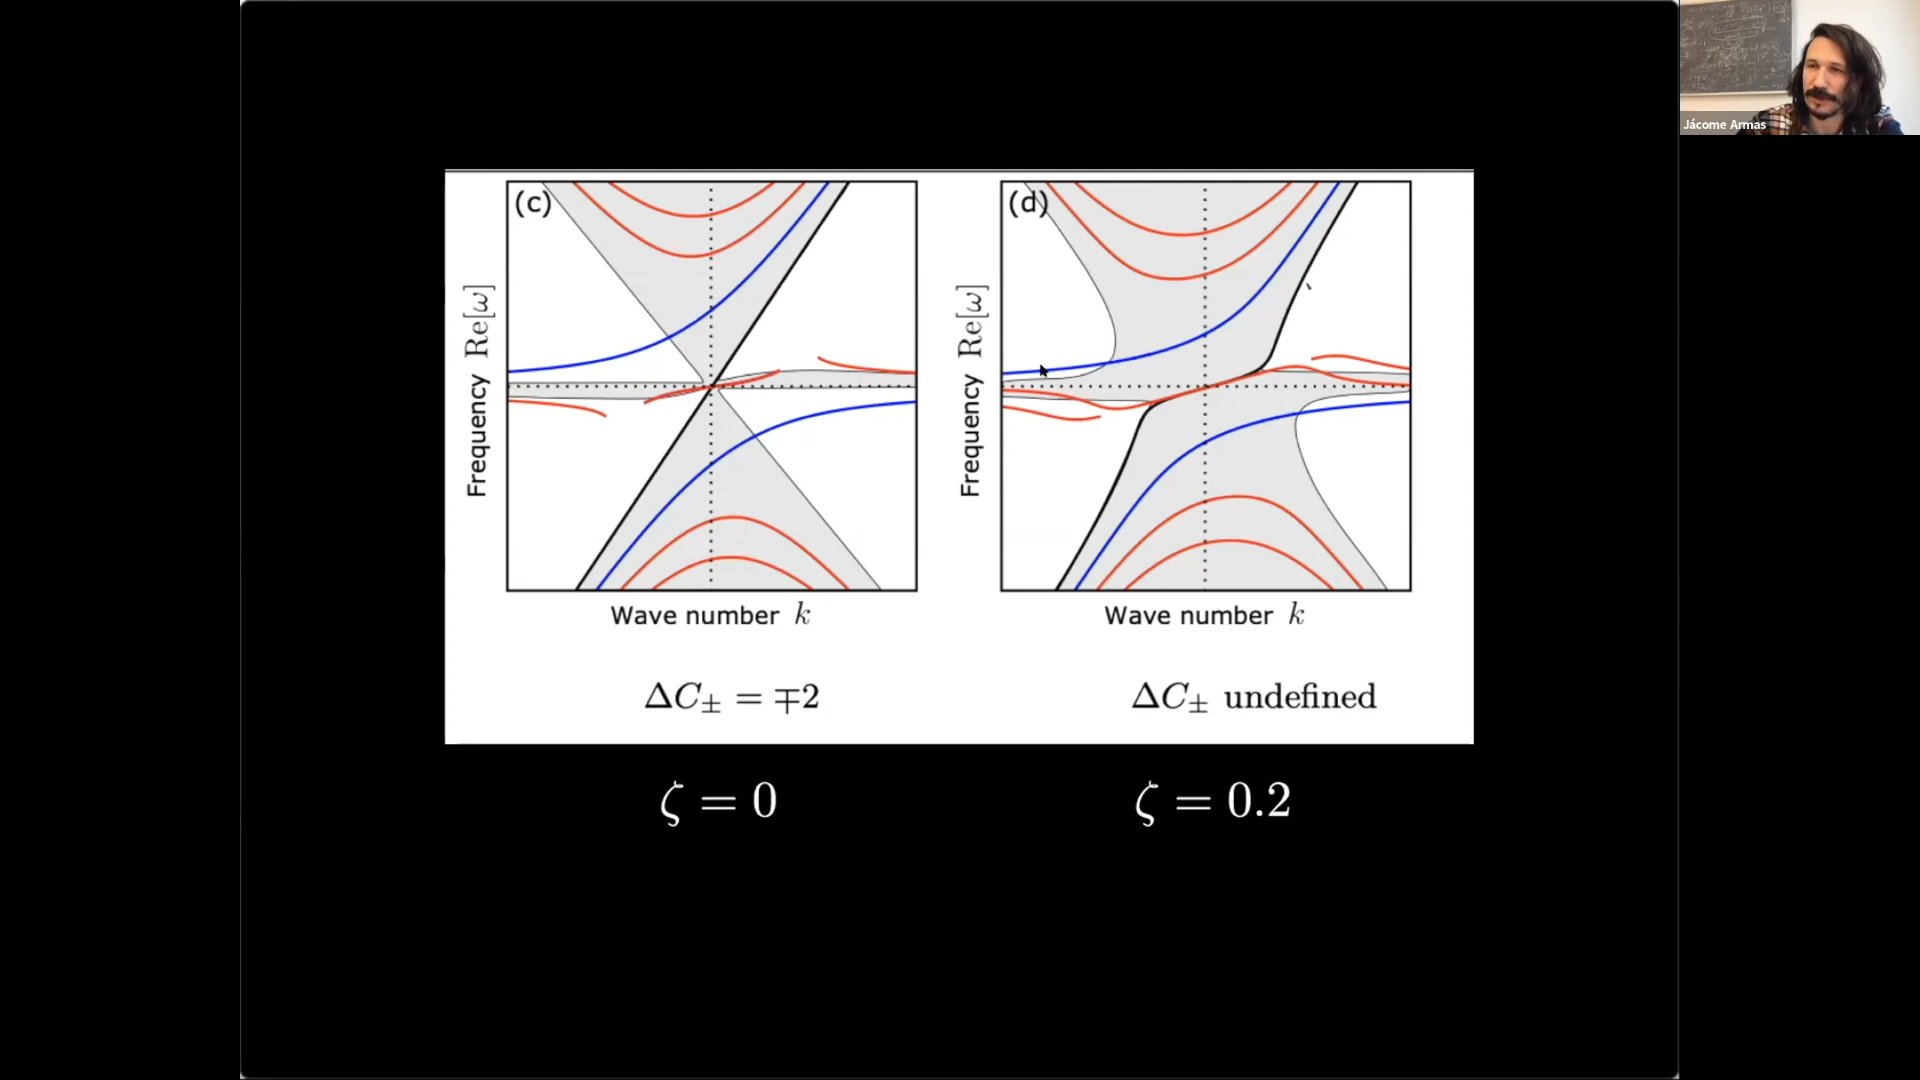 (c)
(d)
Frequency Re[ω]
Frequency Re[ω]
Wave number k
Wave number k
ΔC± = ∓2
ΔC± undefined
ζ = 0
ζ = 0.2
Jácome Armas